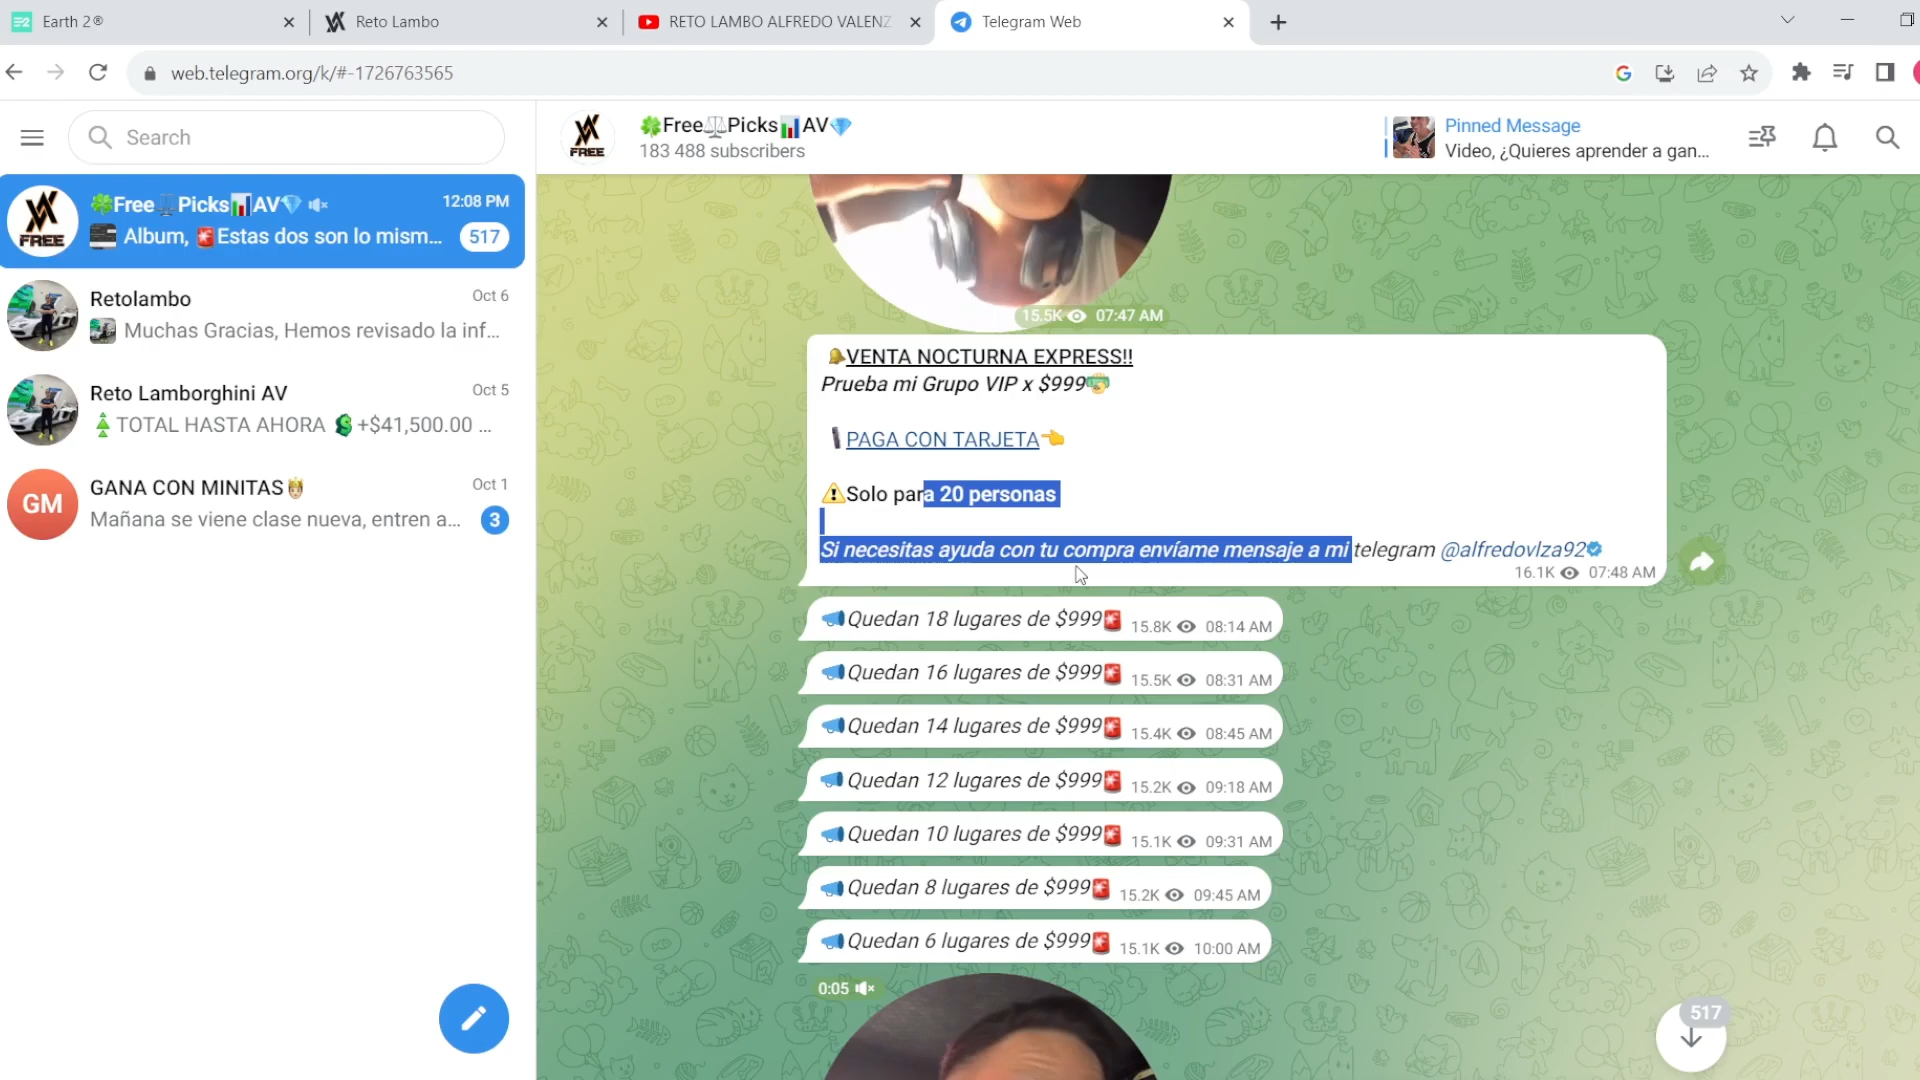 Earth 2®
Reto Lambo
RETO LAMBO ALFREDO VALENZ
Telegram Web
web.telegram.org/k/#-1726763565
Search
FREE
🍀Free⚖️Picks📊AV💎
183 488 subscribers
Pinned Message
Video, ¿Quieres aprender a gan...
FREE
🍀Free⚖️Picks📊AV💎
12:08 PM
Album, 🚨Estas dos son lo mism...
517
Retolambo
Oct 6
Muchas Gracias, Hemos revisado la inf...
Reto Lamborghini AV
Oct 5
TOTAL HASTA AHORA 💲+$41,500.00 ...
GM
GANA CON MINITAS🤴🏼
Oct 1
Mañana se viene clase nueva, entren a...
3
15.5K 07:47 AM
🔔VENTA NOCTURNA EXPRESS!!
Prueba mi Grupo VIP x $999💸
PAGA CON TARJETA👈
⚠️Solo para 20 personas
Si necesitas ayuda con tu compra envíame mensaje a mi telegram @alfredovlza92
16.1K 07:48 AM
📣Quedan 18 lugares de $999🚨 15.8K 08:14 AM
📣Quedan 16 lugares de $999🚨 15.5K 08:31 AM
📣Quedan 14 lugares de $999🚨 15.4K 08:45 AM
📣Quedan 12 lugares de $999🚨 15.2K 09:18 AM
📣Quedan 10 lugares de $999🚨 15.1K 09:31 AM
📣Quedan 8 lugares de $999🚨 15.2K 09:45 AM
📣Quedan 6 lugares de $999🚨 15.1K 10:00 AM
0:05
517